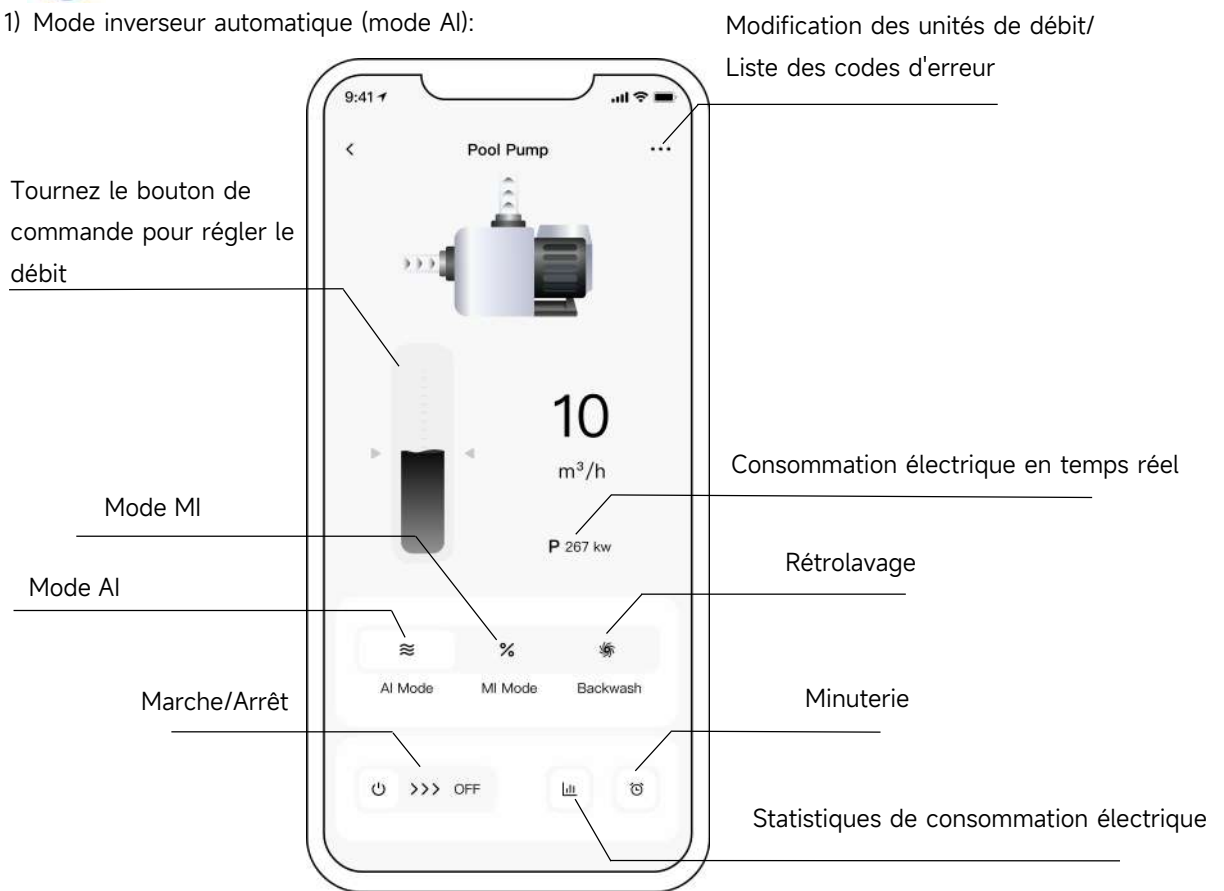 1) Mode inverseur automatique (mode AI):
Modification des unités de débit/
Liste des codes d'erreur
9:41
Pool Pump
Tournez le bouton de
commande pour régler le
débit
10
m³/h
Consommation électrique en temps réel
Mode MI
P 267 kw
Rétrolavage
Mode AI
%
AI Mode MI Mode Backwash
Marche/Arrêt
Minuterie
>>> OFF
Statistiques de consommation électrique